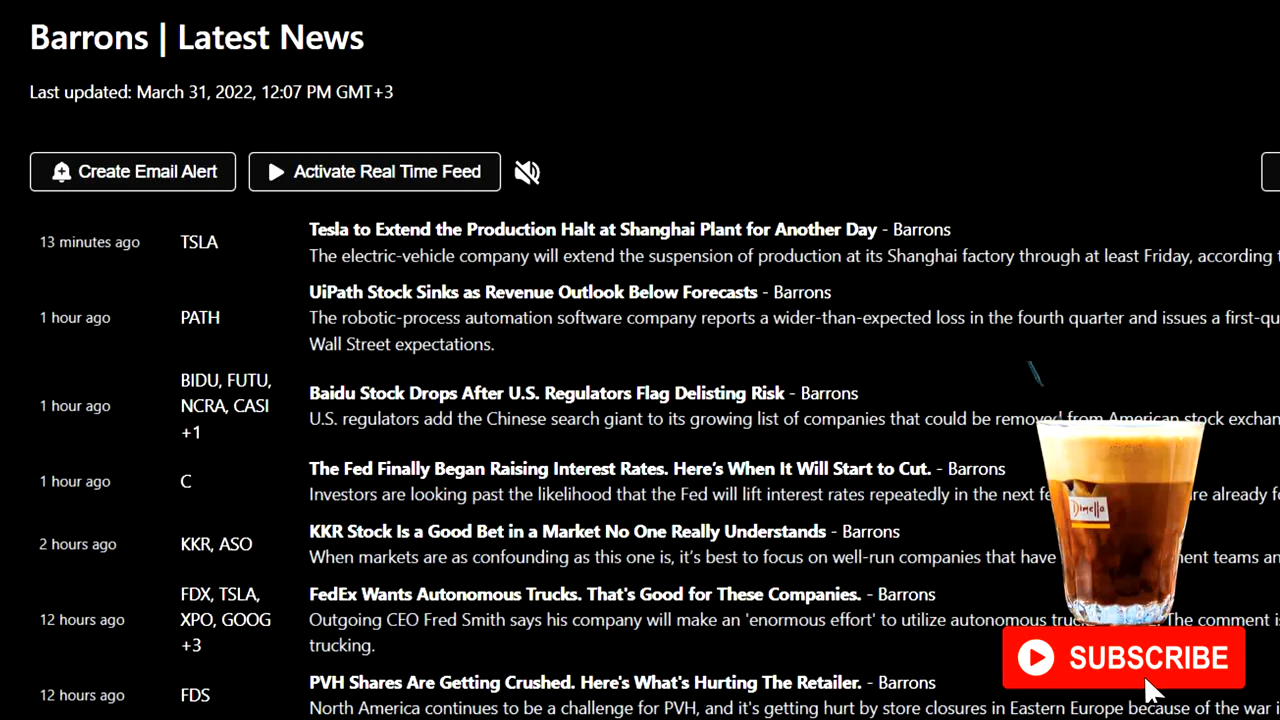 Barrons | Latest News
Last updated: March 31, 2022, 12:07 PM GMT+3
Create Email Alert
Activate Real Time Feed
13 minutes ago
TSLA
Tesla to Extend the Production Halt at Shanghai Plant for Another Day - Barrons
The electric-vehicle company will extend the suspension of production at its Shanghai factory through at least Friday, according
1 hour ago
PATH
UiPath Stock Sinks as Revenue Outlook Below Forecasts - Barrons
The robotic-process automation software company reports a wider-than-expected loss in the fourth quarter and issues a
Wall Street expectations.
1 hour ago
BIDU, FUTU,
NCRA, CASI
+1
Baidu Stock Drops After U.S. Regulators Flag Delisting Risk - Barrons
U.S. regulators add the Chinese search giant to its growing list of companies that could be removed from American stock
1 hour ago
C
The Fed Finally Began Raising Interest Rates. Here's When It Will Start to Cut. - Barrons
Investors are looking past the likelihood that the Fed will lift interest rates repeatedly in the next are already
2 hours ago
KKR, ASO
KKR Stock Is a Good Bet in a Market No One Really Understands - Barrons
When markets are as confounding as this one is, it's best to focus on well-run companies that have teams
12 hours ago
FDX, TSLA,
XPO, GOOG
+3
FedEx Wants Autonomous Trucks. That's Good for These Companies. - Barrons
Outgoing CEO Fred Smith says his company will make an 'enormous effort' to utilize autonomous The comment is
trucking.
12 hours ago
FDS
PVH Shares Are Getting Crushed. Here's What's Hurting The Retailer. - Barrons
North America continues to be a challenge for PVH, and it's getting hurt by store closures in Eastern Europe because of the war
Dimello
SUBSCRIBE